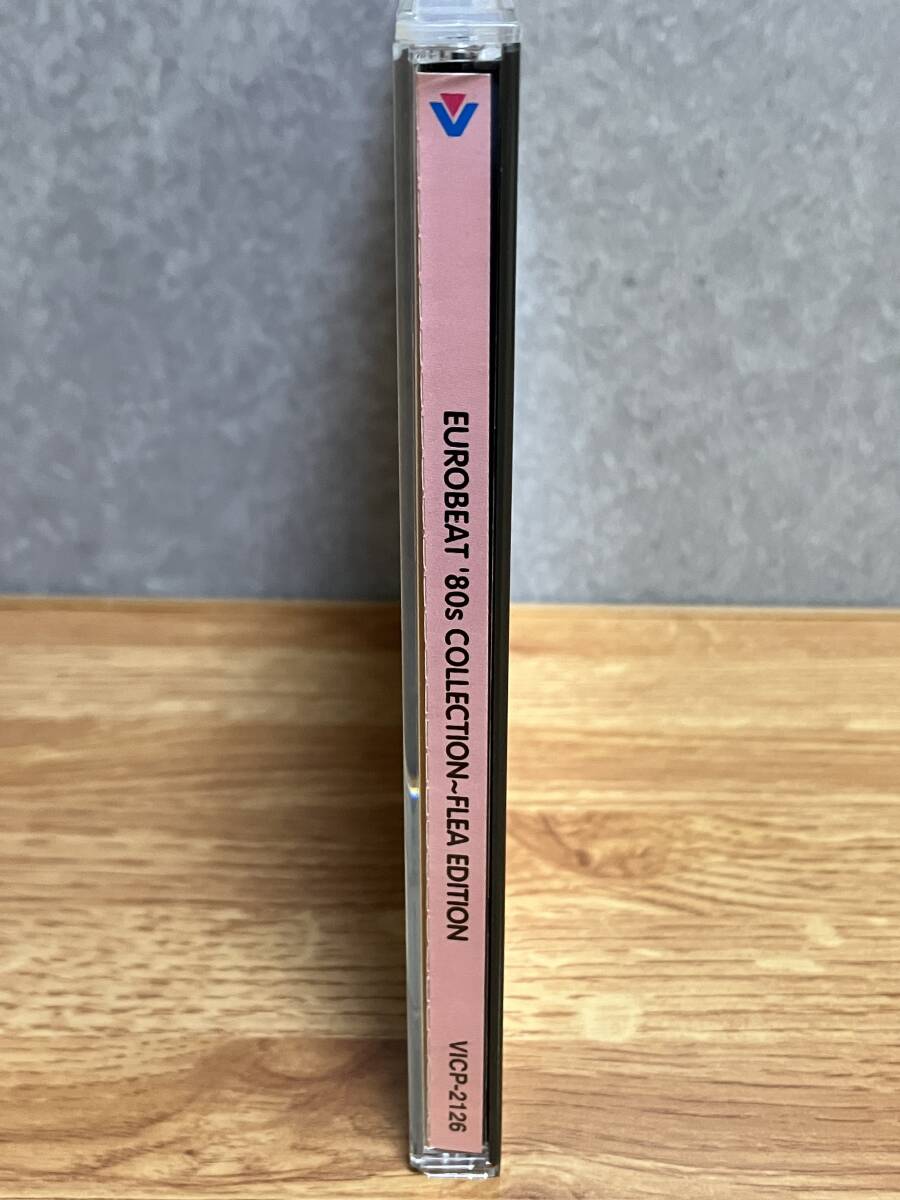 EUROBEAT '80s COLLECTION~FLEA EDITION
VICP-2126